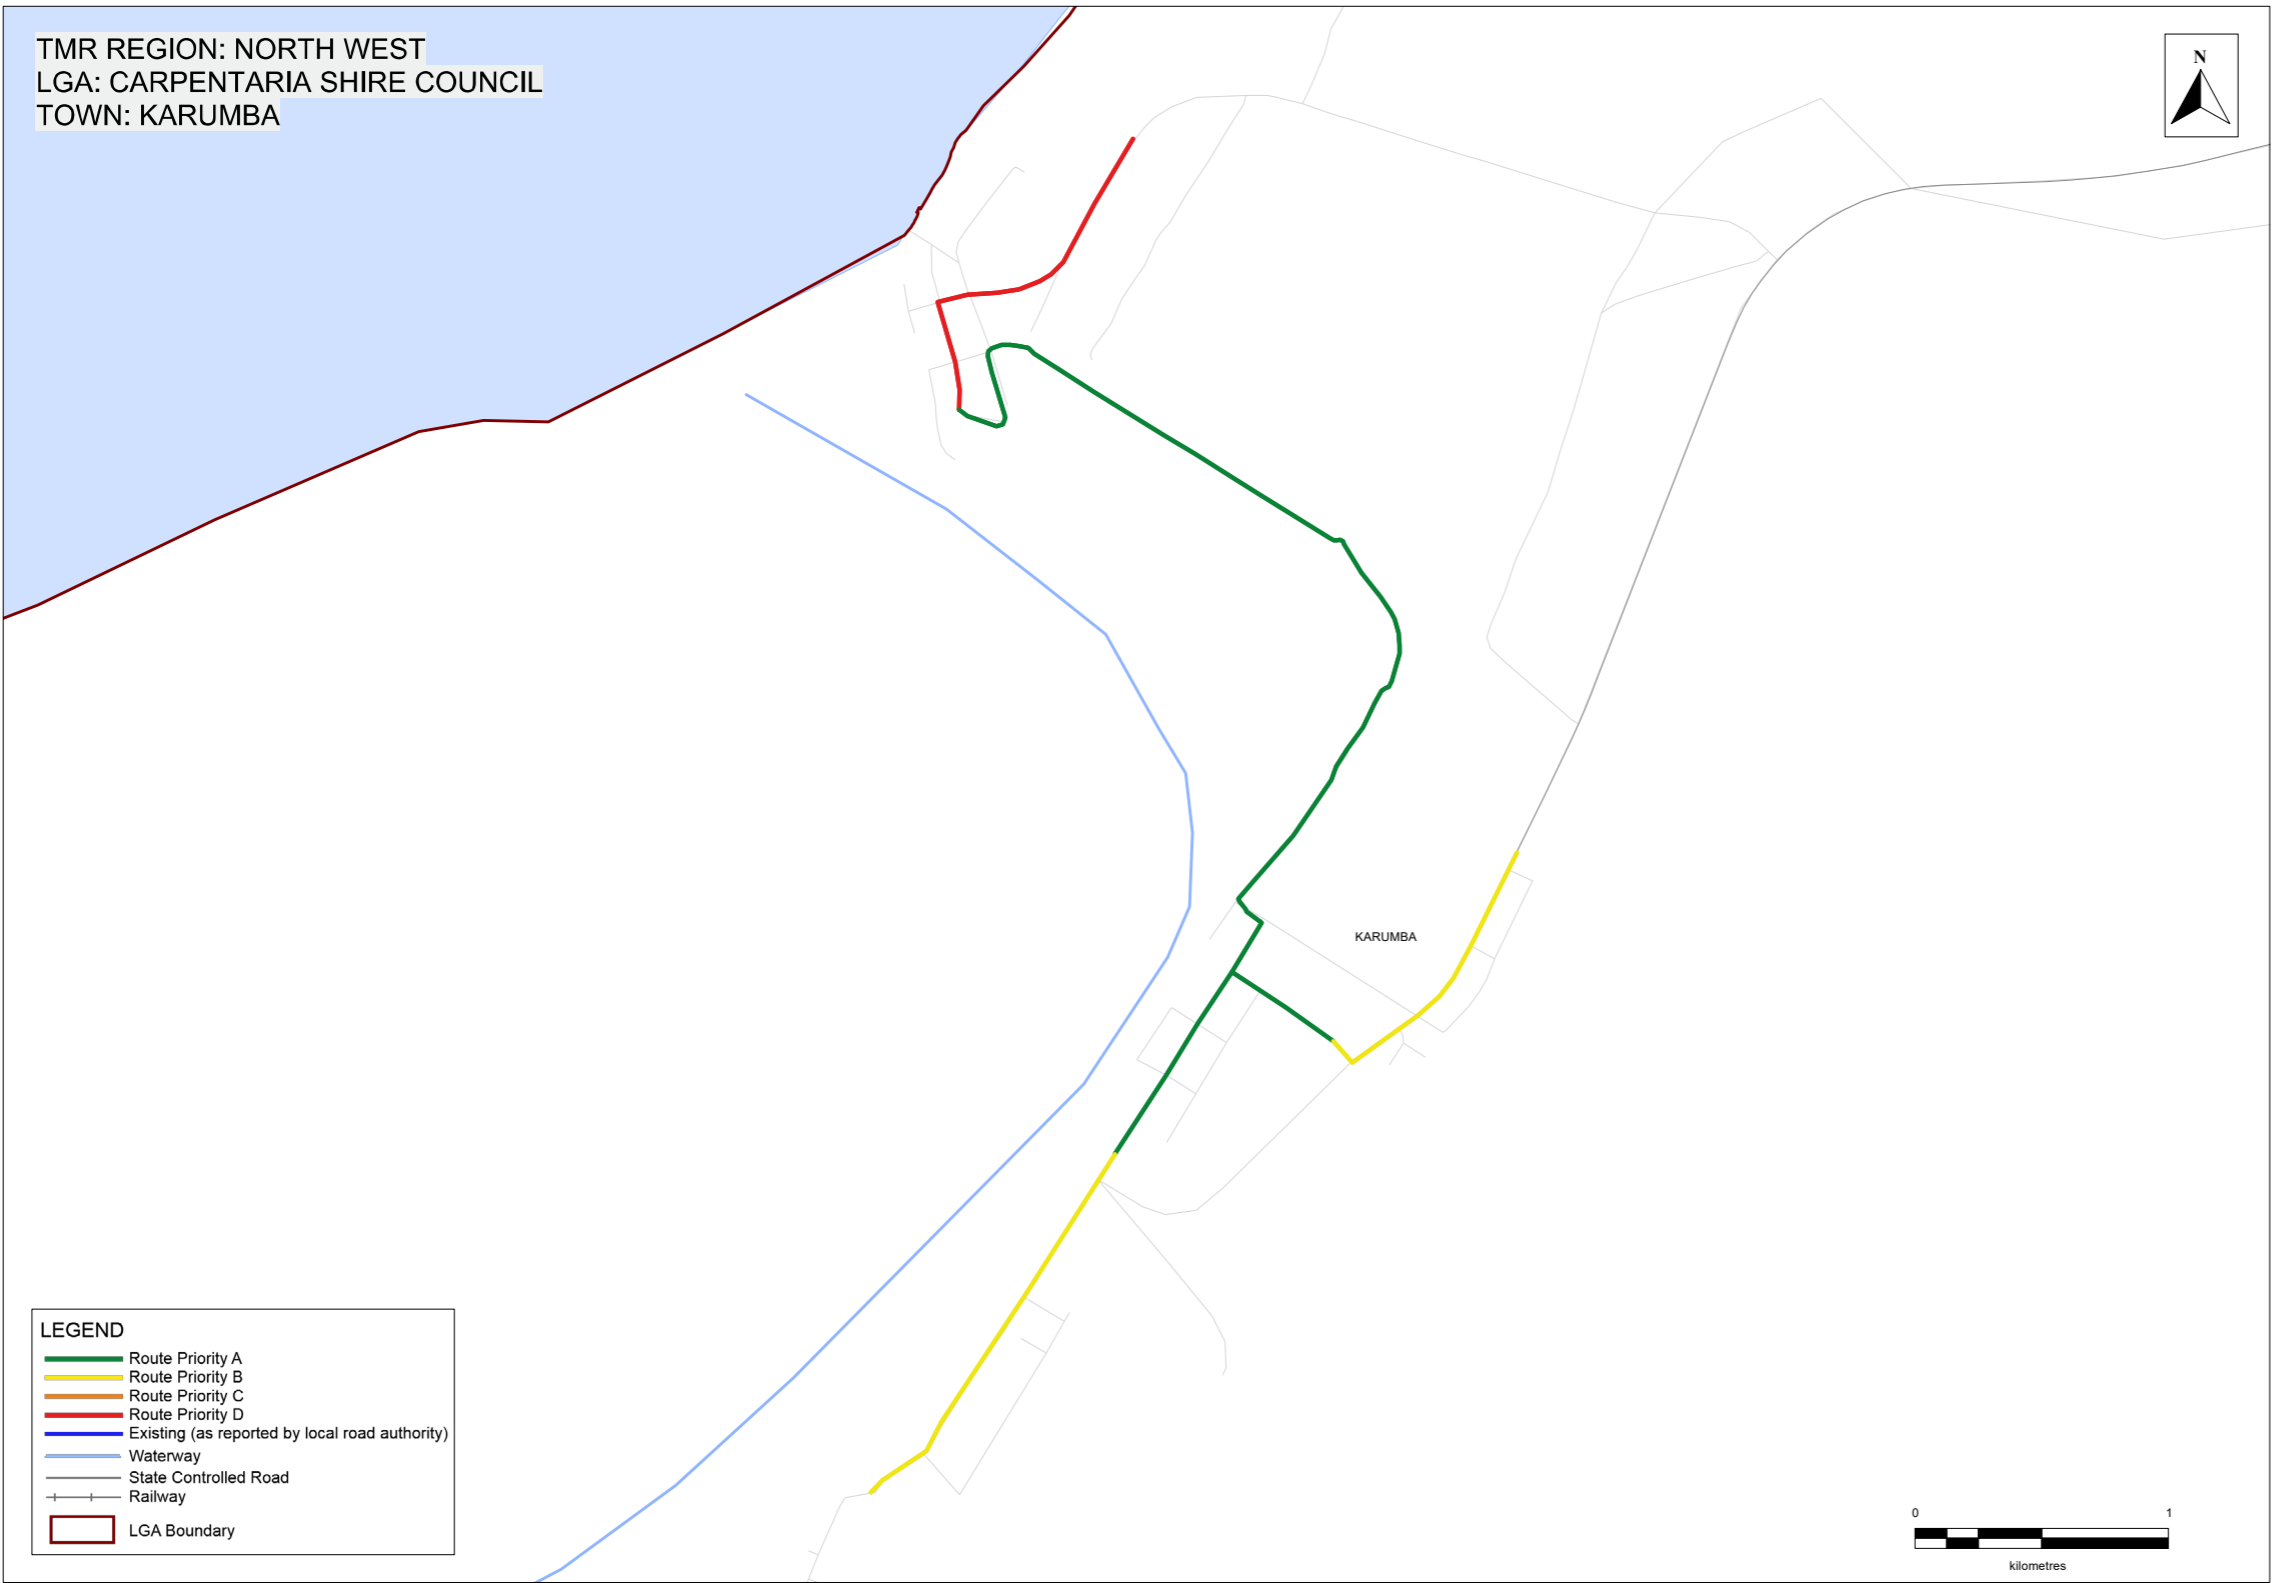 TMR REGION: NORTH WEST
LGA: CARPENTARIA SHIRE COUNCIL
TOWN: KARUMBA
N
KARUMBA
LEGEND
Route Priority A
Route Priority B
Route Priority C
Route Priority D
Existing (as reported by local road authority)
Waterway
State Controlled Road
Railway
LGA Boundary
0 1
kilometres